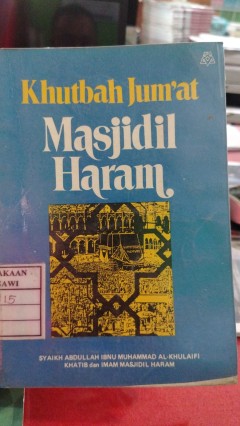 Khutbah Jum'at
Masjidil
Haram
AKAAN
AWI
15
SYAIKH ABDULLAH IBNU MUHAMMAD AL-KHULAIFI
KHATIB dan IMAM MASJIDIL HARAM